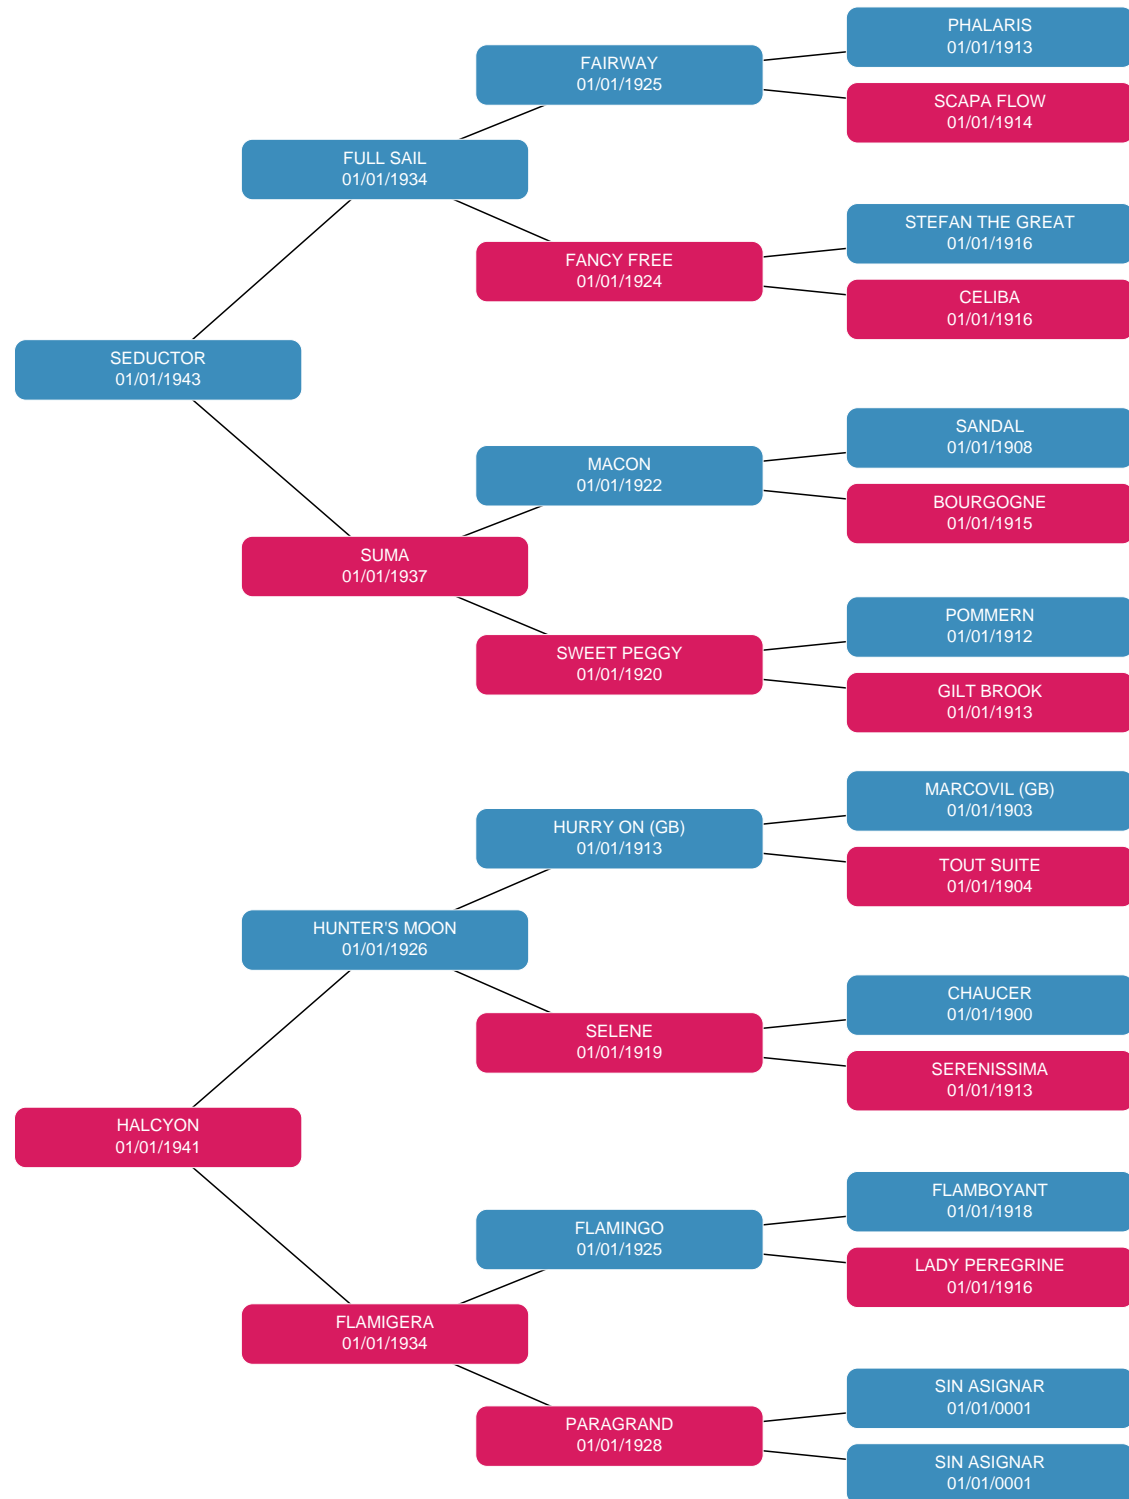 PHALARIS
01/01/1913
FAIRWAY
01/01/1925
SCAPA FLOW
01/01/1914
FULL SAIL
01/01/1934
STEFAN THE GREAT
01/01/1916
FANCY FREE
01/01/1924
CELIBA
01/01/1916
SEDUCTOR
01/01/1943
SANDAL
01/01/1908
MACON
01/01/1922
BOURGOGNE
01/01/1915
SUMA
01/01/1937
POMMERN
01/01/1912
SWEET PEGGY
01/01/1920
GILT BROOK
01/01/1913
MARCOVIL (GB)
01/01/1903
HURRY ON (GB)
01/01/1913
TOUT SUITE
01/01/1904
HUNTER'S MOON
01/01/1926
CHAUCER
01/01/1900
SELENE
01/01/1919
SERENISSIMA
01/01/1913
HALCYON
01/01/1941
FLAMBOYANT
01/01/1918
FLAMINGO
01/01/1925
LADY PEREGRINE
01/01/1916
FLAMIGERA
01/01/1934
SIN ASIGNAR
01/01/0001
PARAGRAND
01/01/1928
SIN ASIGNAR
01/01/0001